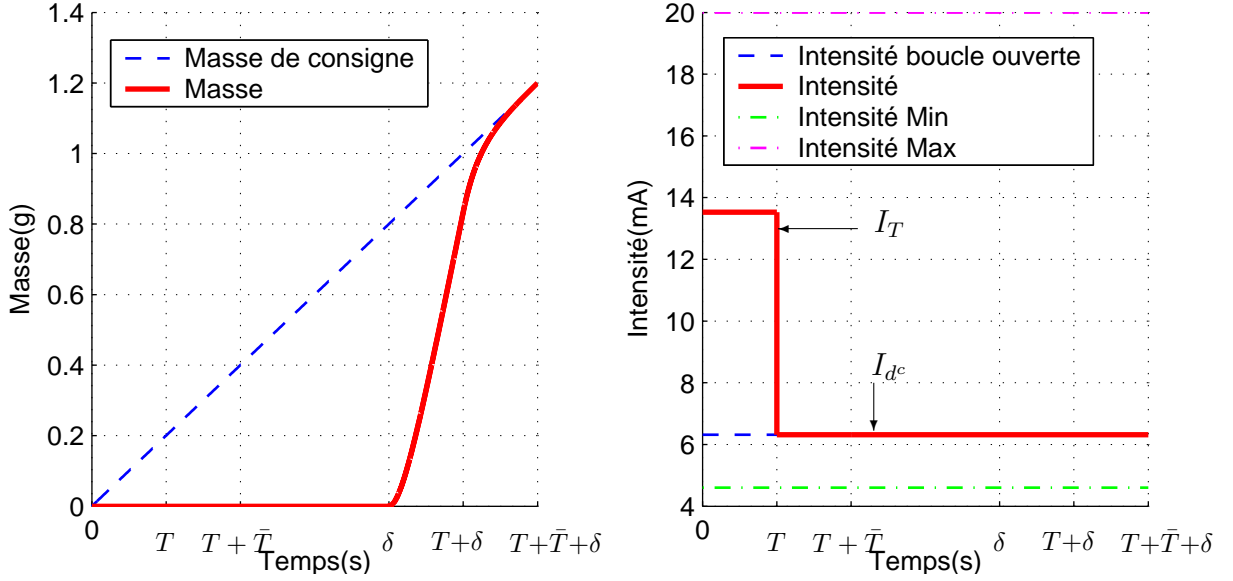 1.4
1.2
1
0.8
0.6
0.4
0.2
0
Masse(g)
Masse de consigne
Masse
0 T T + T̄ δ T+δ T+T̄+δ
Temps(s)
20
18
16
14
12
10
8
6
4
Intensité(mA)
Intensité boucle ouverte
Intensité
Intensité Min
Intensité Max
I_T
I_{d^c}
0 T T + T̄ δ T+δ T+T̄+δ
Temps(s)